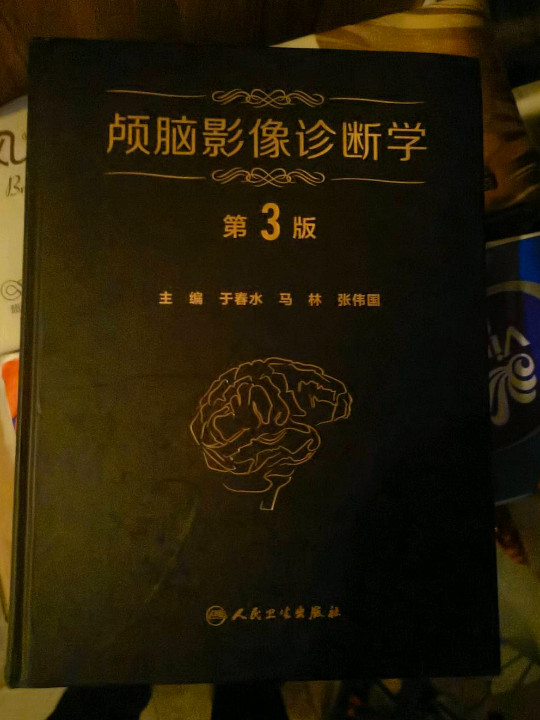 颅脑影像诊断学
第3版
主 编 于春水 马 林 张伟国
人民卫生出版社